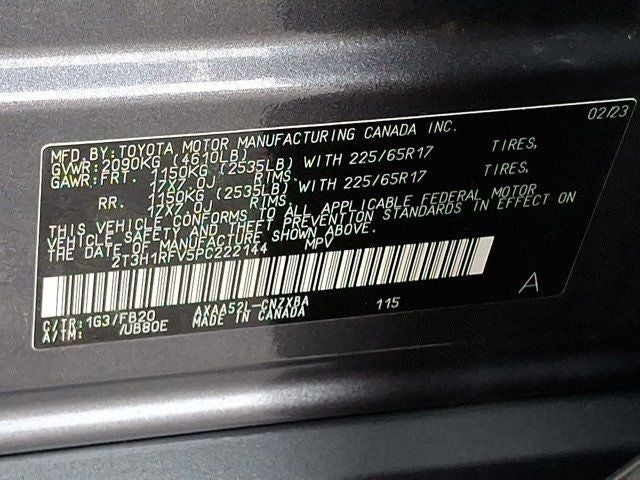 02/23
MFD. BY: TOYOTA MOTOR MANUFACTURING CANADA INC.
GVWR: 2090KG (4610LB)
GAWR: FRT. 1150KG (2535LB) WITH 225/65R17 TIRES,
17X7.0J RIMS.
RR. 1150KG (2535LB) WITH 225/65R17 TIRES,
17X7.0J RIMS.
THIS VEHICLE CONFORMS TO ALL APPLICABLE FEDERAL MOTOR
VEHICLE SAFETY AND THEFT PREVENTION STANDARDS IN EFFECT ON
THE DATE OF MANUFACTURE SHOWN ABOVE.
2T3H1RFV5PC222144 MPV
A
C/TR: 1G3/FB20 AXAA52L-CNZXBA 115
A/TM: /UB80E MADE IN CANADA